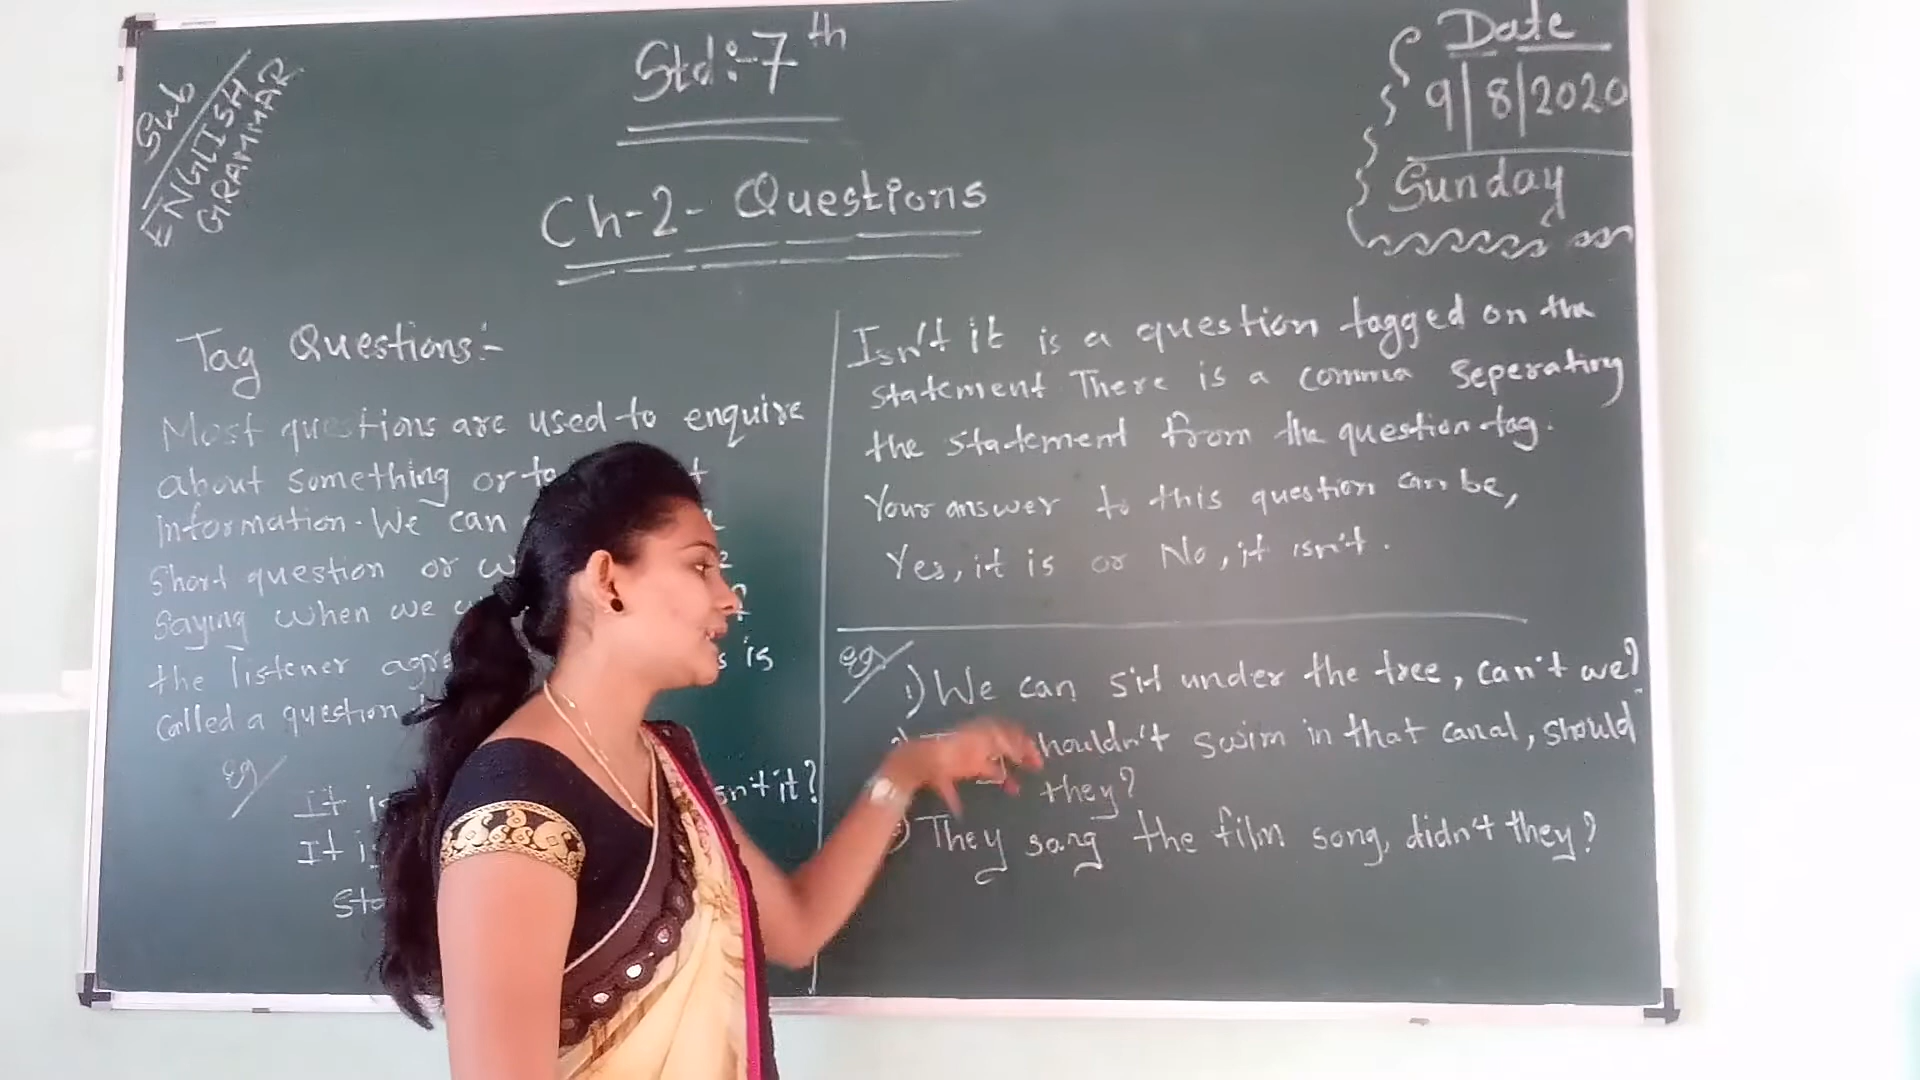 Sub
ENGLISH
GRAMMAR
Std:-7th
Ch-2- Questions
Date
9|8|2020
Sunday
Tag Questions:-
Most questions are used to enquire
about something or to
Information. We can
Short question or
Saying when we
the listener is
Called a question
eg
It is isn't it?
It is
Isn't it is a question tagged on the
statement There is a comma seperating
the statement from the question tag.
Your answer to this question can be,
Yes, it is or No, it isn't.
eg
1) We can sit under the tree, can't we?
shouldn't swim in that canal, should
they?
They sang the film song, didn't they?